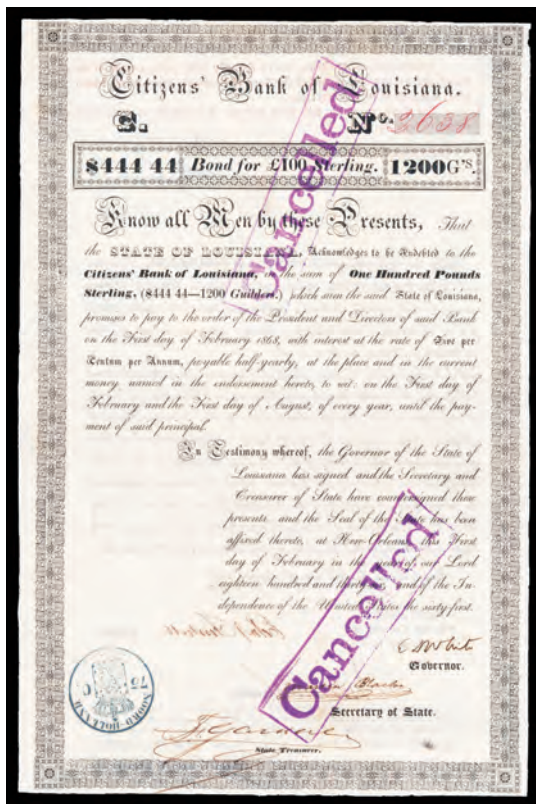 Citizens' Bank of Louisiana.
S. No. 3638
$444 44 Bond for £100 Sterling. 1200G's.
Know all Men by these Presents, That
the STATE OF LOUISIANA, Acknowledges to be Indebted to the
Citizens' Bank of Louisiana, in the sum of One Hundred Pounds
Sterling, ($444 44—1200 Guilders.) which sum the said State of Louisiana,
promises to pay to the order of the President and Directors of said Bank
on the First day of February 1868, with interest at the rate of Five per
Centum per Annum, payable half-yearly, at the place and in the current
money named in the endorsement hereto, to wit: on the First day of
February and the First day of August, of every year, until the pay-
ment of said principal.
In Testimony whereof, the Governor of the State of
Louisiana has signed and the Secretary and
Treasurer of State have countersigned these
presents, and the Seal of the State has been
affixed thereto, at New-Orleans, this First
day of February in the year of our Lord
eighteen hundred and thirty-six, and of the In-
dependence of the United States the sixty-first.
Cancelled
Cancelled
E D White
Governor.
Secretary of State.
State Treasurer.
75 C
NOORD-HOLLAND